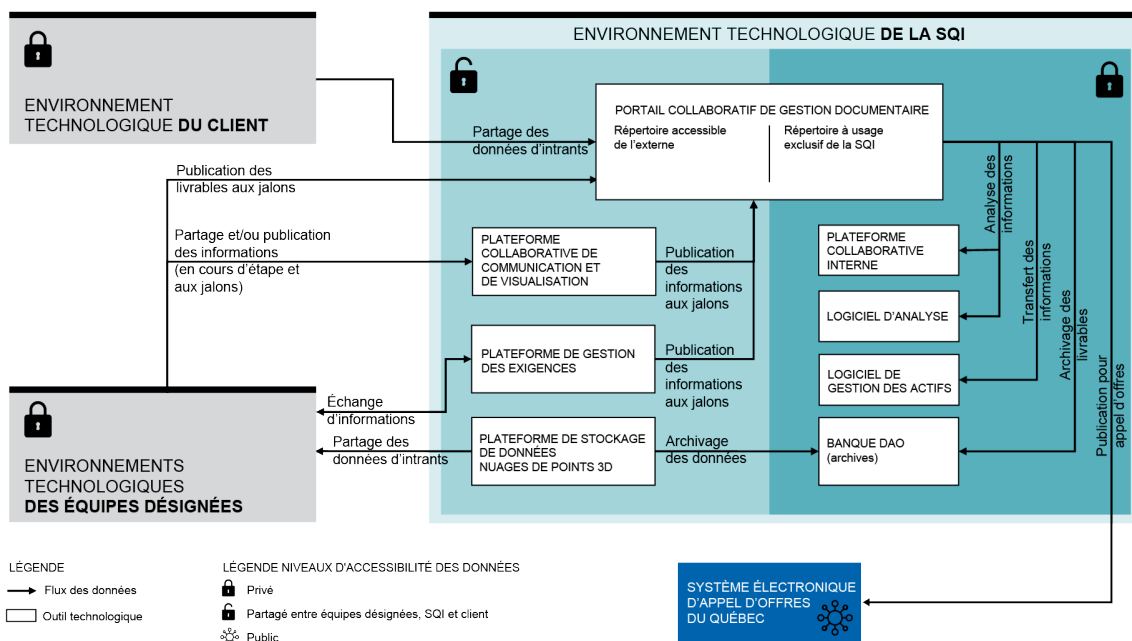 ENVIRONNEMENT
TECHNOLOGIQUE DU CLIENT
ENVIRONNEMENT TECHNOLOGIQUE DE LA SQI
PORTAIL COLLABORATIF DE GESTION DOCUMENTAIRE
Répertoire accessible
de l'externe
Répertoire à usage
exclusif de la SQI
Partage des
données d'intrants
Publication des
livrables aux jalons
Partage et/ou publication
des informations
(en cours d'étape et
aux jalons)
PLATEFORME
COLLABORATIVE DE
COMMUNICATION ET
DE VISUALISATION
Publication
des
informations
aux jalons
PLATEFORME
COLLABORATIVE
INTERNE
LOGICIEL D'ANALYSE
PLATEFORME DE GESTION
DES EXIGENCES
Publication
des
informations
aux jalons
LOGICIEL DE
GESTION DES ACTIFS
Analyse des
informations
Transfert des
informations
Archivage des
livrables
Publication pour
appel d'offres
Échange
d'informations
Partage des
données d'intrants
PLATEFORME DE STOCKAGE
DE DONNÉES
NUAGES DE POINTS 3D
Archivage
des données
BANQUE DAO
(archives)
ENVIRONNEMENTS
TECHNOLOGIQUES
DES ÉQUIPES DÉSIGNÉES
LÉGENDE
Flux des données
Outil technologique
LÉGENDE NIVEAUX D'ACCESSIBILITÉ DES DONNÉES
Privé
Partagé entre équipes désignées, SQI et client
Public
SYSTÈME ÉLECTRONIQUE
D'APPEL D'OFFRES
DU QUÉBEC